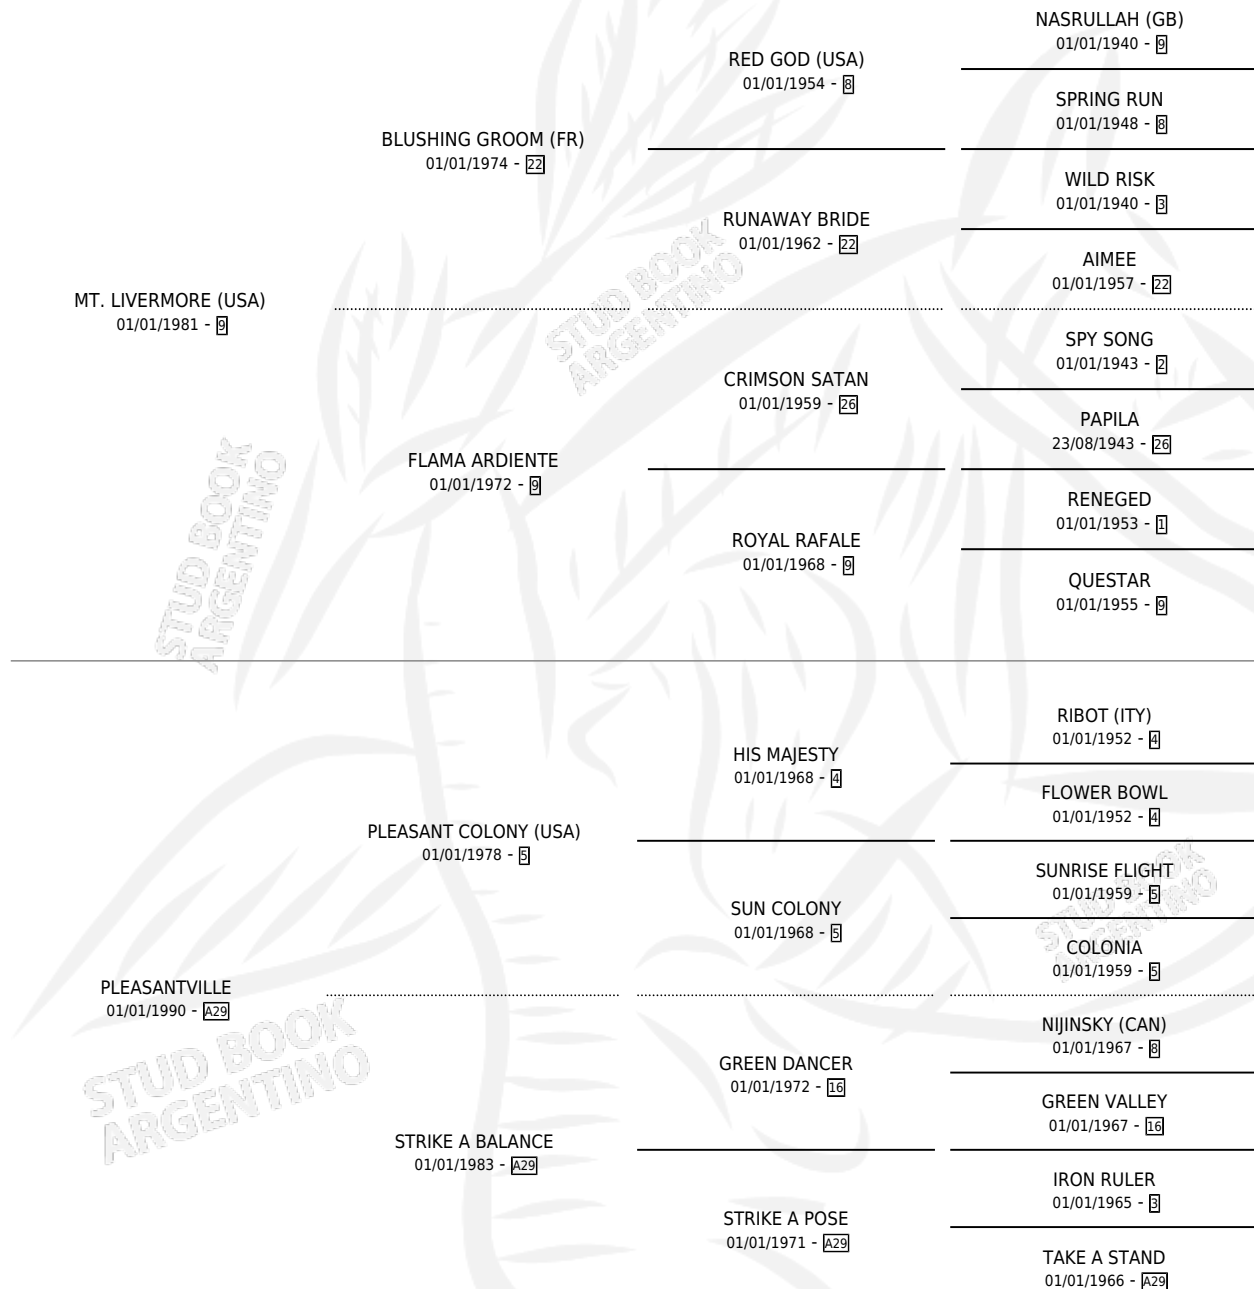 NASRULLAH (GB)
01/01/1940 - 9
RED GOD (USA)
01/01/1954 - 8
SPRING RUN
01/01/1948 - 8
BLUSHING GROOM (FR)
01/01/1974 - 22
WILD RISK
01/01/1940 - 3
RUNAWAY BRIDE
01/01/1962 - 22
AIMEE
01/01/1957 - 22
MT. LIVERMORE (USA)
01/01/1981 - 9
SPY SONG
01/01/1943 - 2
CRIMSON SATAN
01/01/1959 - 26
PAPILA
23/08/1943 - 26
FLAMA ARDIENTE
01/01/1972 - 9
RENEGED
01/01/1953 - 1
ROYAL RAFALE
01/01/1968 - 9
QUESTAR
01/01/1955 - 9
RIBOT (ITY)
01/01/1952 - 4
HIS MAJESTY
01/01/1968 - 4
FLOWER BOWL
01/01/1952 - 4
PLEASANT COLONY (USA)
01/01/1978 - 5
SUNRISE FLIGHT
01/01/1959 - 5
SUN COLONY
01/01/1968 - 5
COLONIA
01/01/1959 - 5
PLEASANTVILLE
01/01/1990 - A29
NIJINSKY (CAN)
01/01/1967 - 8
GREEN DANCER
01/01/1972 - 16
GREEN VALLEY
01/01/1967 - 16
STRIKE A BALANCE
01/01/1983 - A29
IRON RULER
01/01/1965 - 3
STRIKE A POSE
01/01/1971 - A29
TAKE A STAND
01/01/1966 - A29
STUD BOOK
ARGENTINO
STUD BOOK
ARGENTINO
STUD BOOK
ARGENTINO
STUD BOOK
ARGENTINO